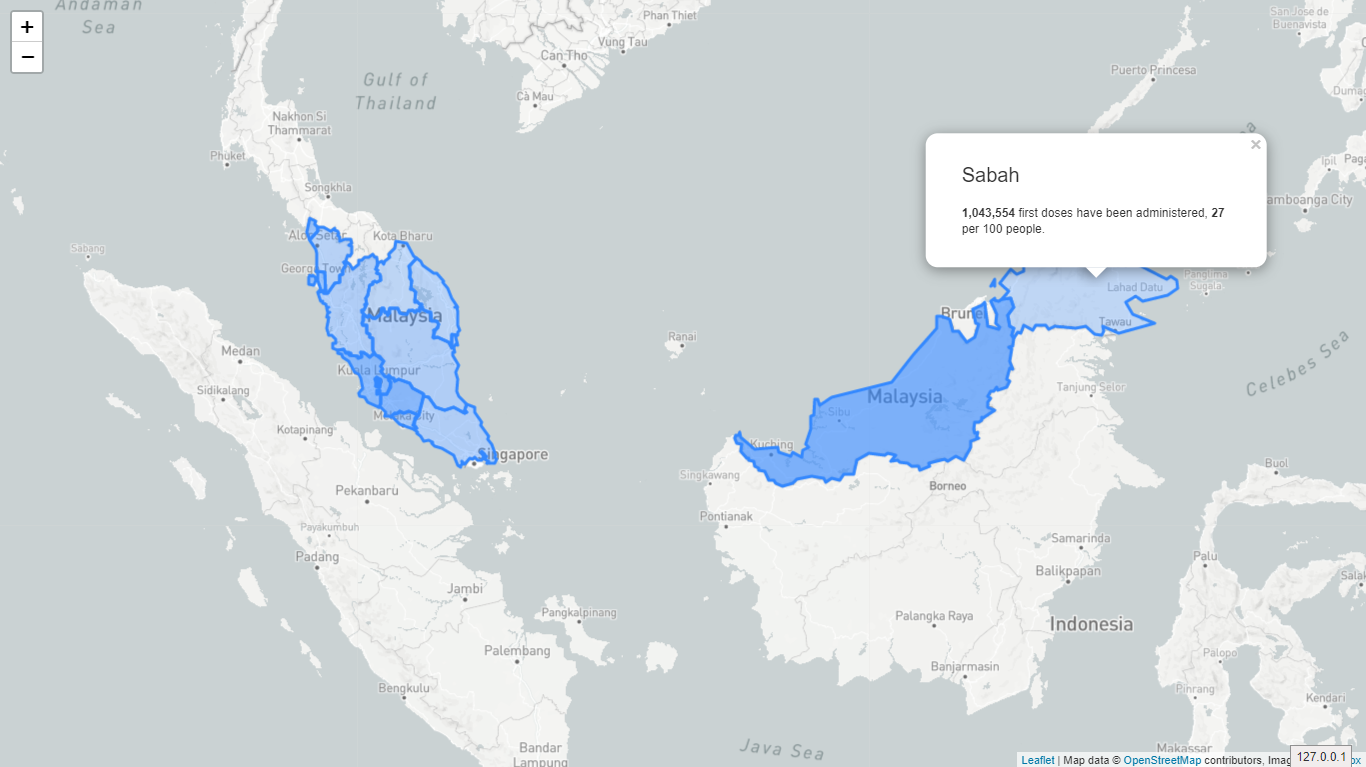 +
−
Andaman
Sea
Phan Thiet
San Jose de
Buenavista
Vung Tau
Can Tho
Gulf of
Thailand
Puerto Princesa
Cà Mau
Nakhon Si
Thammarat
Phuket
×
Sabah
1,043,554 first doses have been administered, 27
per 100 people.
Ipil
Songkhla
amboanga City
Alor Setar
Kota Bharu
Sabang
George Town
Panglima
Sugala
Lahad Datu
Malaysia
Brunei
Tawau
Ranai
Medan
Kuala Lumpur
Celebes Sea
Sidikalang
Tanjung Selor
Malaysia
Sibu
Melaka City
Kotapinang
Kuching
Singapore
Buol
Singkawang
Borneo
Pekanbaru
Pontianak
Payakumbuh
Padang
Samarinda
Palu
Balikpapan
Jambi
Pangkalpinang
Palangka Raya
Indonesia
Palembang
Palopo
Banjarmasin
Bengkulu
Pinrang
Kendari
Bandar
Lampung
Java Sea
Makassar
Leaflet | Map data © OpenStreetMap contributors, Imag
127.0.0.1
ox